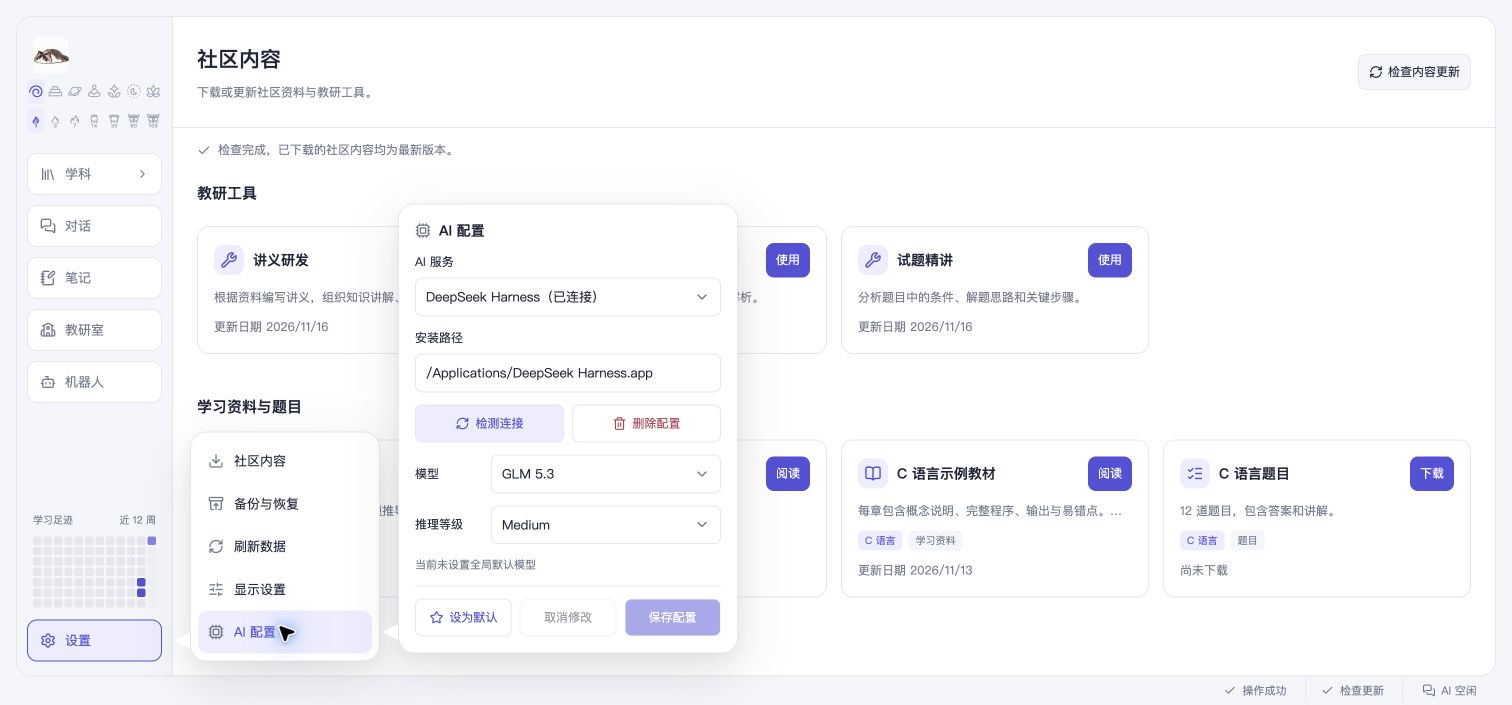 社区内容
下载或更新社区资料与教研工具。
检查内容更新
检查完成，已下载的社区内容均为最新版本。
学科
对话
笔记
教研室
机器人
学习足迹
近 12 周
设置
教研工具
讲义研发
根据资料编写讲义，组织知识讲解、
更新日期 2026/11/16
使用
析。
试题精讲
使用
分析题目中的条件、解题思路和关键步骤。
更新日期 2026/11/16
学习资料与题目
阅读
C 语言示例教材
阅读
每章包含概念说明、完整程序、输出与易错点。...
C 语言
学习资料
更新日期 2026/11/13
C 语言题目
下载
12 道题目，包含答案和讲解。
C 语言
题目
尚未下载
社区内容
备份与恢复
刷新数据
显示设置
AI 配置
AI 配置
AI 服务
DeepSeek Harness（已连接）
安装路径
/Applications/DeepSeek Harness.app
检测连接
删除配置
模型
GLM 5.3
推理等级
Medium
当前未设置全局默认模型
设为默认
取消修改
保存配置
操作成功
检查更新
AI 空闲